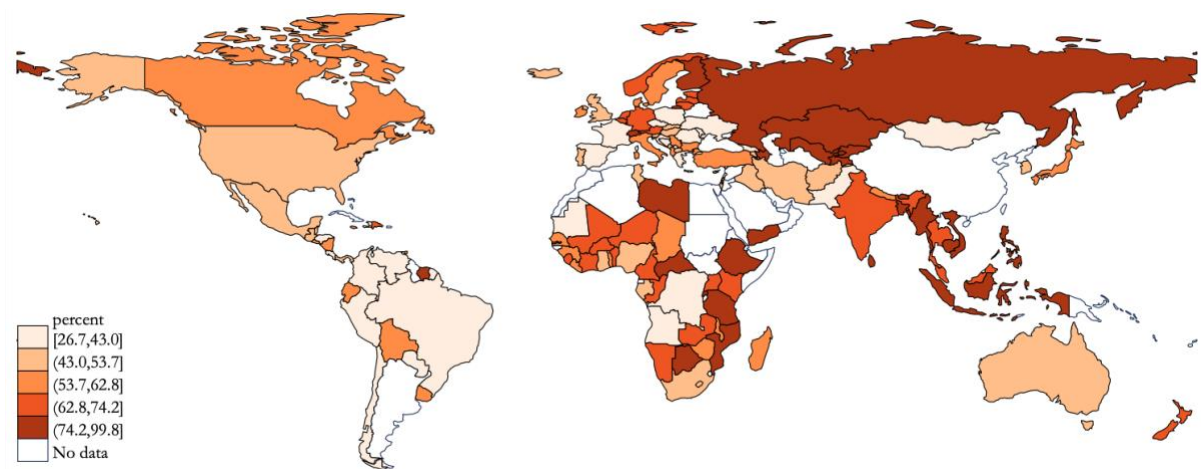 percent
[26.7,43.0]
(43.0,53.7]
(53.7,62.8]
(62.8,74.2]
(74.2,99.8]
No data